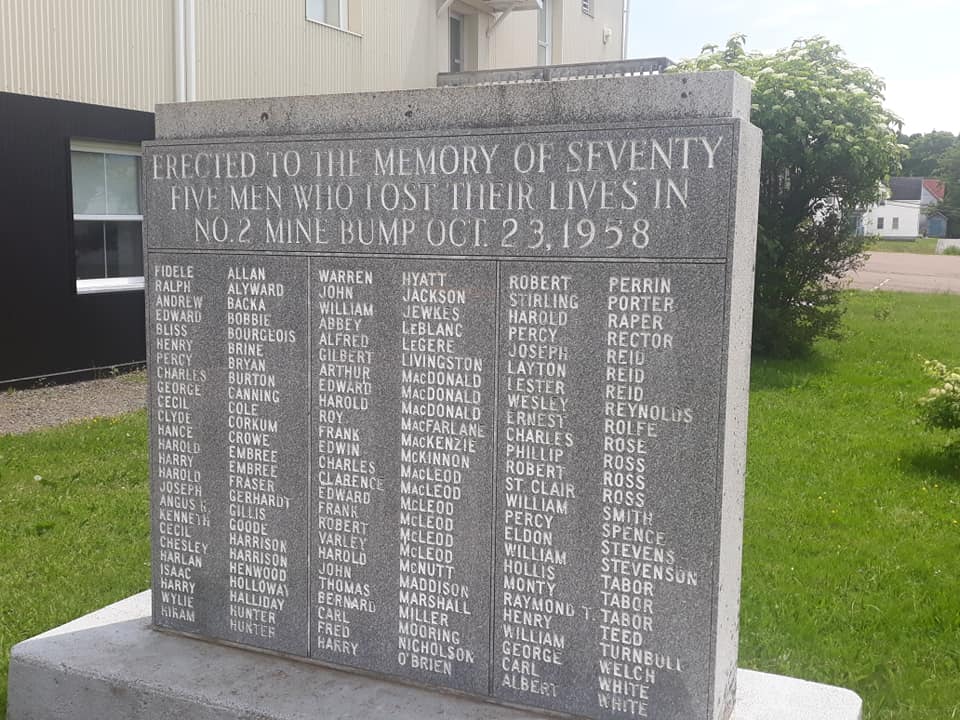 ERECTED TO THE MEMORY OF SEVENTY
FIVE MEN WHO LOST THEIR LIVES IN
NO.2 MINE BUMP OCT. 23, 1958
FIDELE ALLAN
RALPH ALYWARD
ANDREW BACKA
EDWARD BOBBIE
BLISS BOURGEOIS
HENRY BRINE
PERCY BRYAN
CHARLES BURTON
GEORGE CANNING
CECIL COLE
CLYDE CORKUM
HANCE CROWE
HAROLD EMBREE
HARRY EMBREE
HAROLD FRASER
JOSEPH GERHARDT
ANGUS R. GILLIS
KENNETH GOODE
CECIL HARRISON
CHESLEY HARRISON
HARLAN HENWOOD
ISAAC HOLLOWAY
HARRY HALLIDAY
WYLIE HUNTER
HIRAM HUNTER
WARREN HYATT
JOHN JACKSON
WILLIAM JEWKES
ABBEY LeBLANC
ALFRED LeGERE
GILBERT LIVINGSTON
ARTHUR MacDONALD
EDWARD MacDONALD
HAROLD MacDONALD
ROY MacFARLANE
FRANK MacKENZIE
EDWIN McKINNON
CHARLES MacLEOD
CLARENCE MacLEOD
EDWARD McLEOD
FRANK McLEOD
ROBERT McLEOD
VARLEY McLEOD
HAROLD McNUTT
JOHN MADDISON
THOMAS MARSHALL
BERNARD MILLER
CARL MOORING
FRED NICHOLSON
HARRY O'BRIEN
ROBERT PERRIN
STIRLING PORTER
HAROLD RAPER
PERCY RECTOR
JOSEPH REID
LAYTON REID
LESTER REID
WESLEY REYNOLDS
ERNEST ROLFE
CHARLES ROSE
PHILLIP ROSS
ROBERT ROSS
ST. CLAIR ROSS
WILLIAM SMITH
PERCY SPENCE
ELDON STEVENS
WILLIAM STEVENSON
HOLLIS TABOR
MONTY TABOR
RAYMOND T. TABOR
HENRY TEED
WILLIAM TURNBULL
GEORGE WELCH
CARL WHITE
ALBERT WHITE